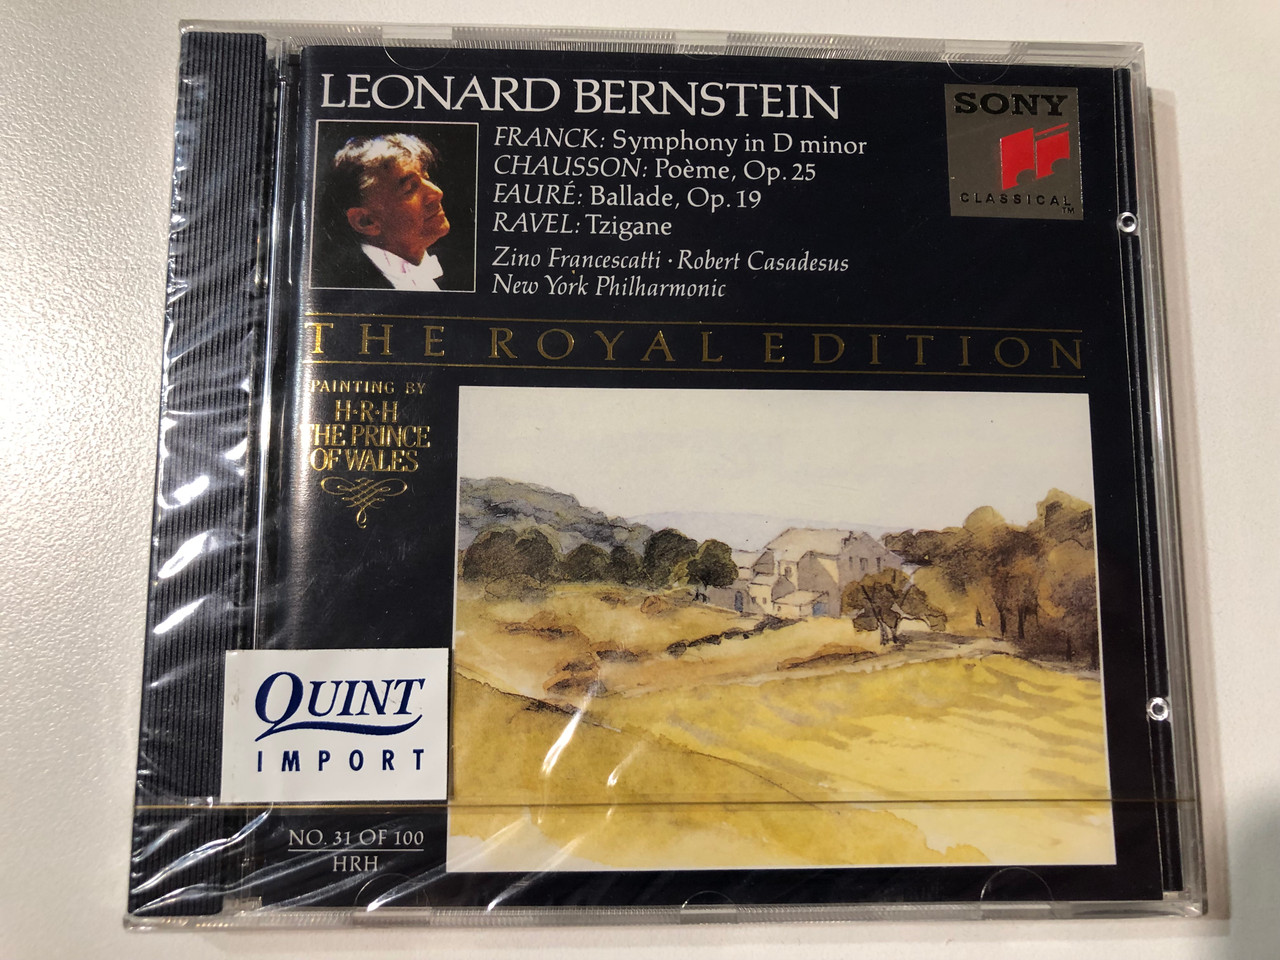 LEONARD BERNSTEIN
FRANCK: Symphony in D minor
CHAUSSON: Poème, Op. 25
FAURÉ: Ballade, Op. 19
RAVEL: Tzigane
Zino Francescatti · Robert Casadesus
New York Philharmonic
SONY
CLASSICAL™
THE ROYAL EDITION
PAINTING BY
H·R·H
THE PRINCE
OF WALES
QUINT
IMPORT
NO. 31 OF 100
HRH